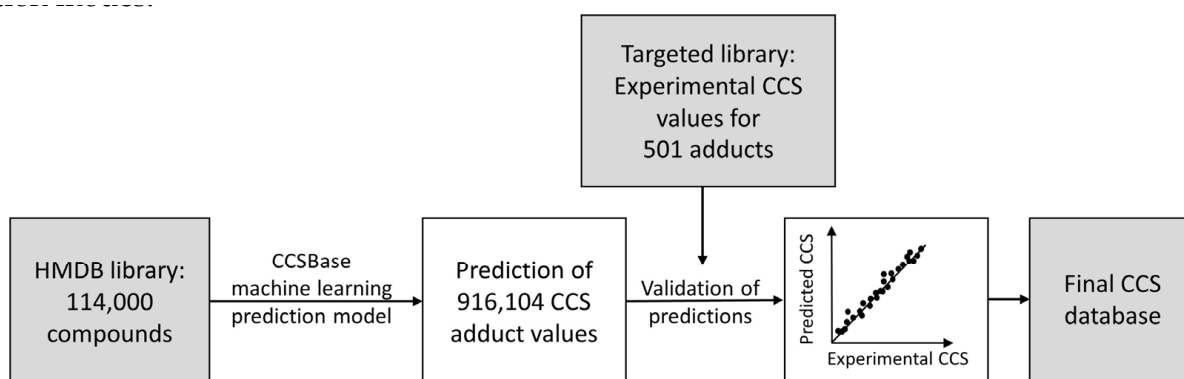 Targeted library:
Experimental CCS
values for
501 adducts
HMDB library:
114,000
compounds
CCSBase
machine learning
prediction model
Prediction of
916,104 CCS
adduct values
Validation of
predictions
Predicted CCS
Experimental CCS
Final CCS
database